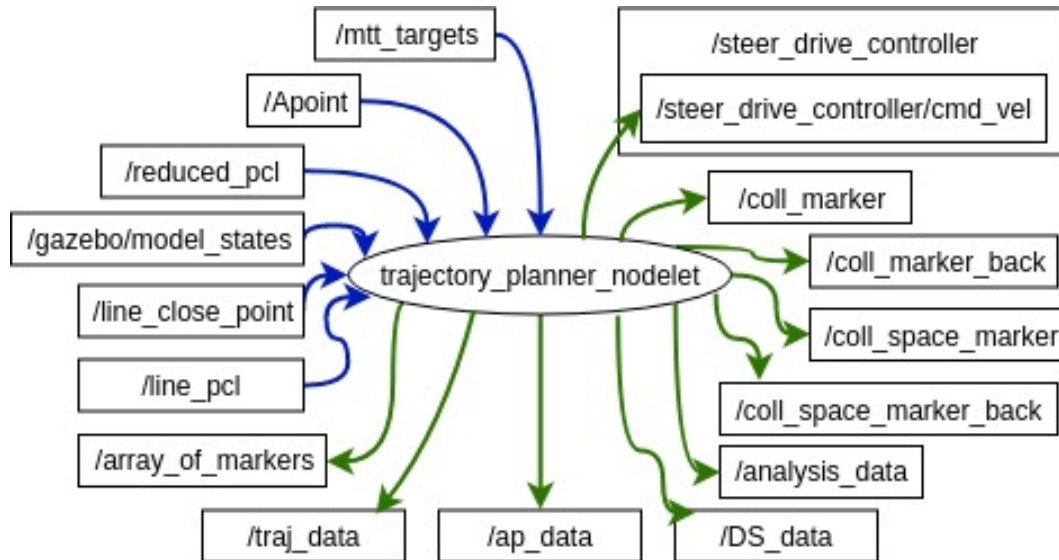 /mtt_targets
/steer_drive_controller
/Apoint
/steer_drive_controller/cmd_vel
/reduced_pcl
/coll_marker
/gazebo/model_states
/coll_marker_back
trajectory_planner_nodelet
/line_close_point
/coll_space_marker
/line_pcl
/coll_space_marker_back
/array_of_markers
/analysis_data
/traj_data
/ap_data
/DS_data